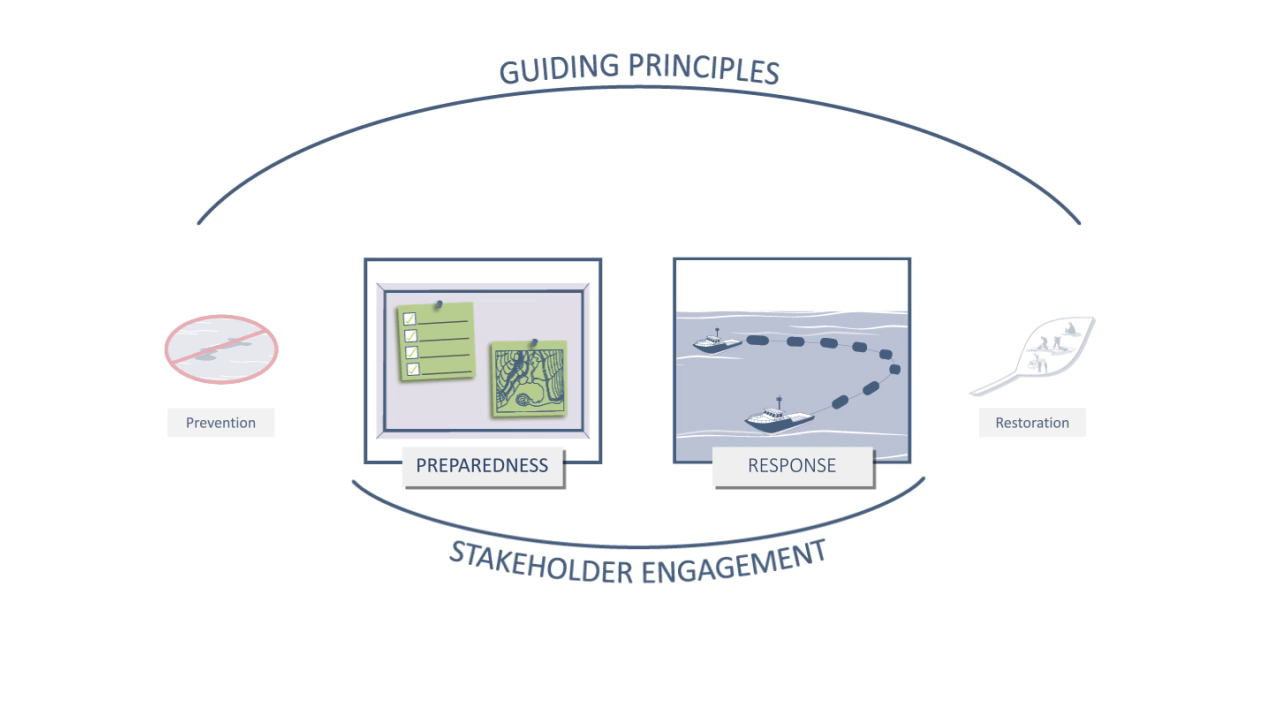 GUIDING PRINCIPLES
Prevention
PREPAREDNESS
RESPONSE
Restoration
STAKEHOLDER ENGAGEMENT